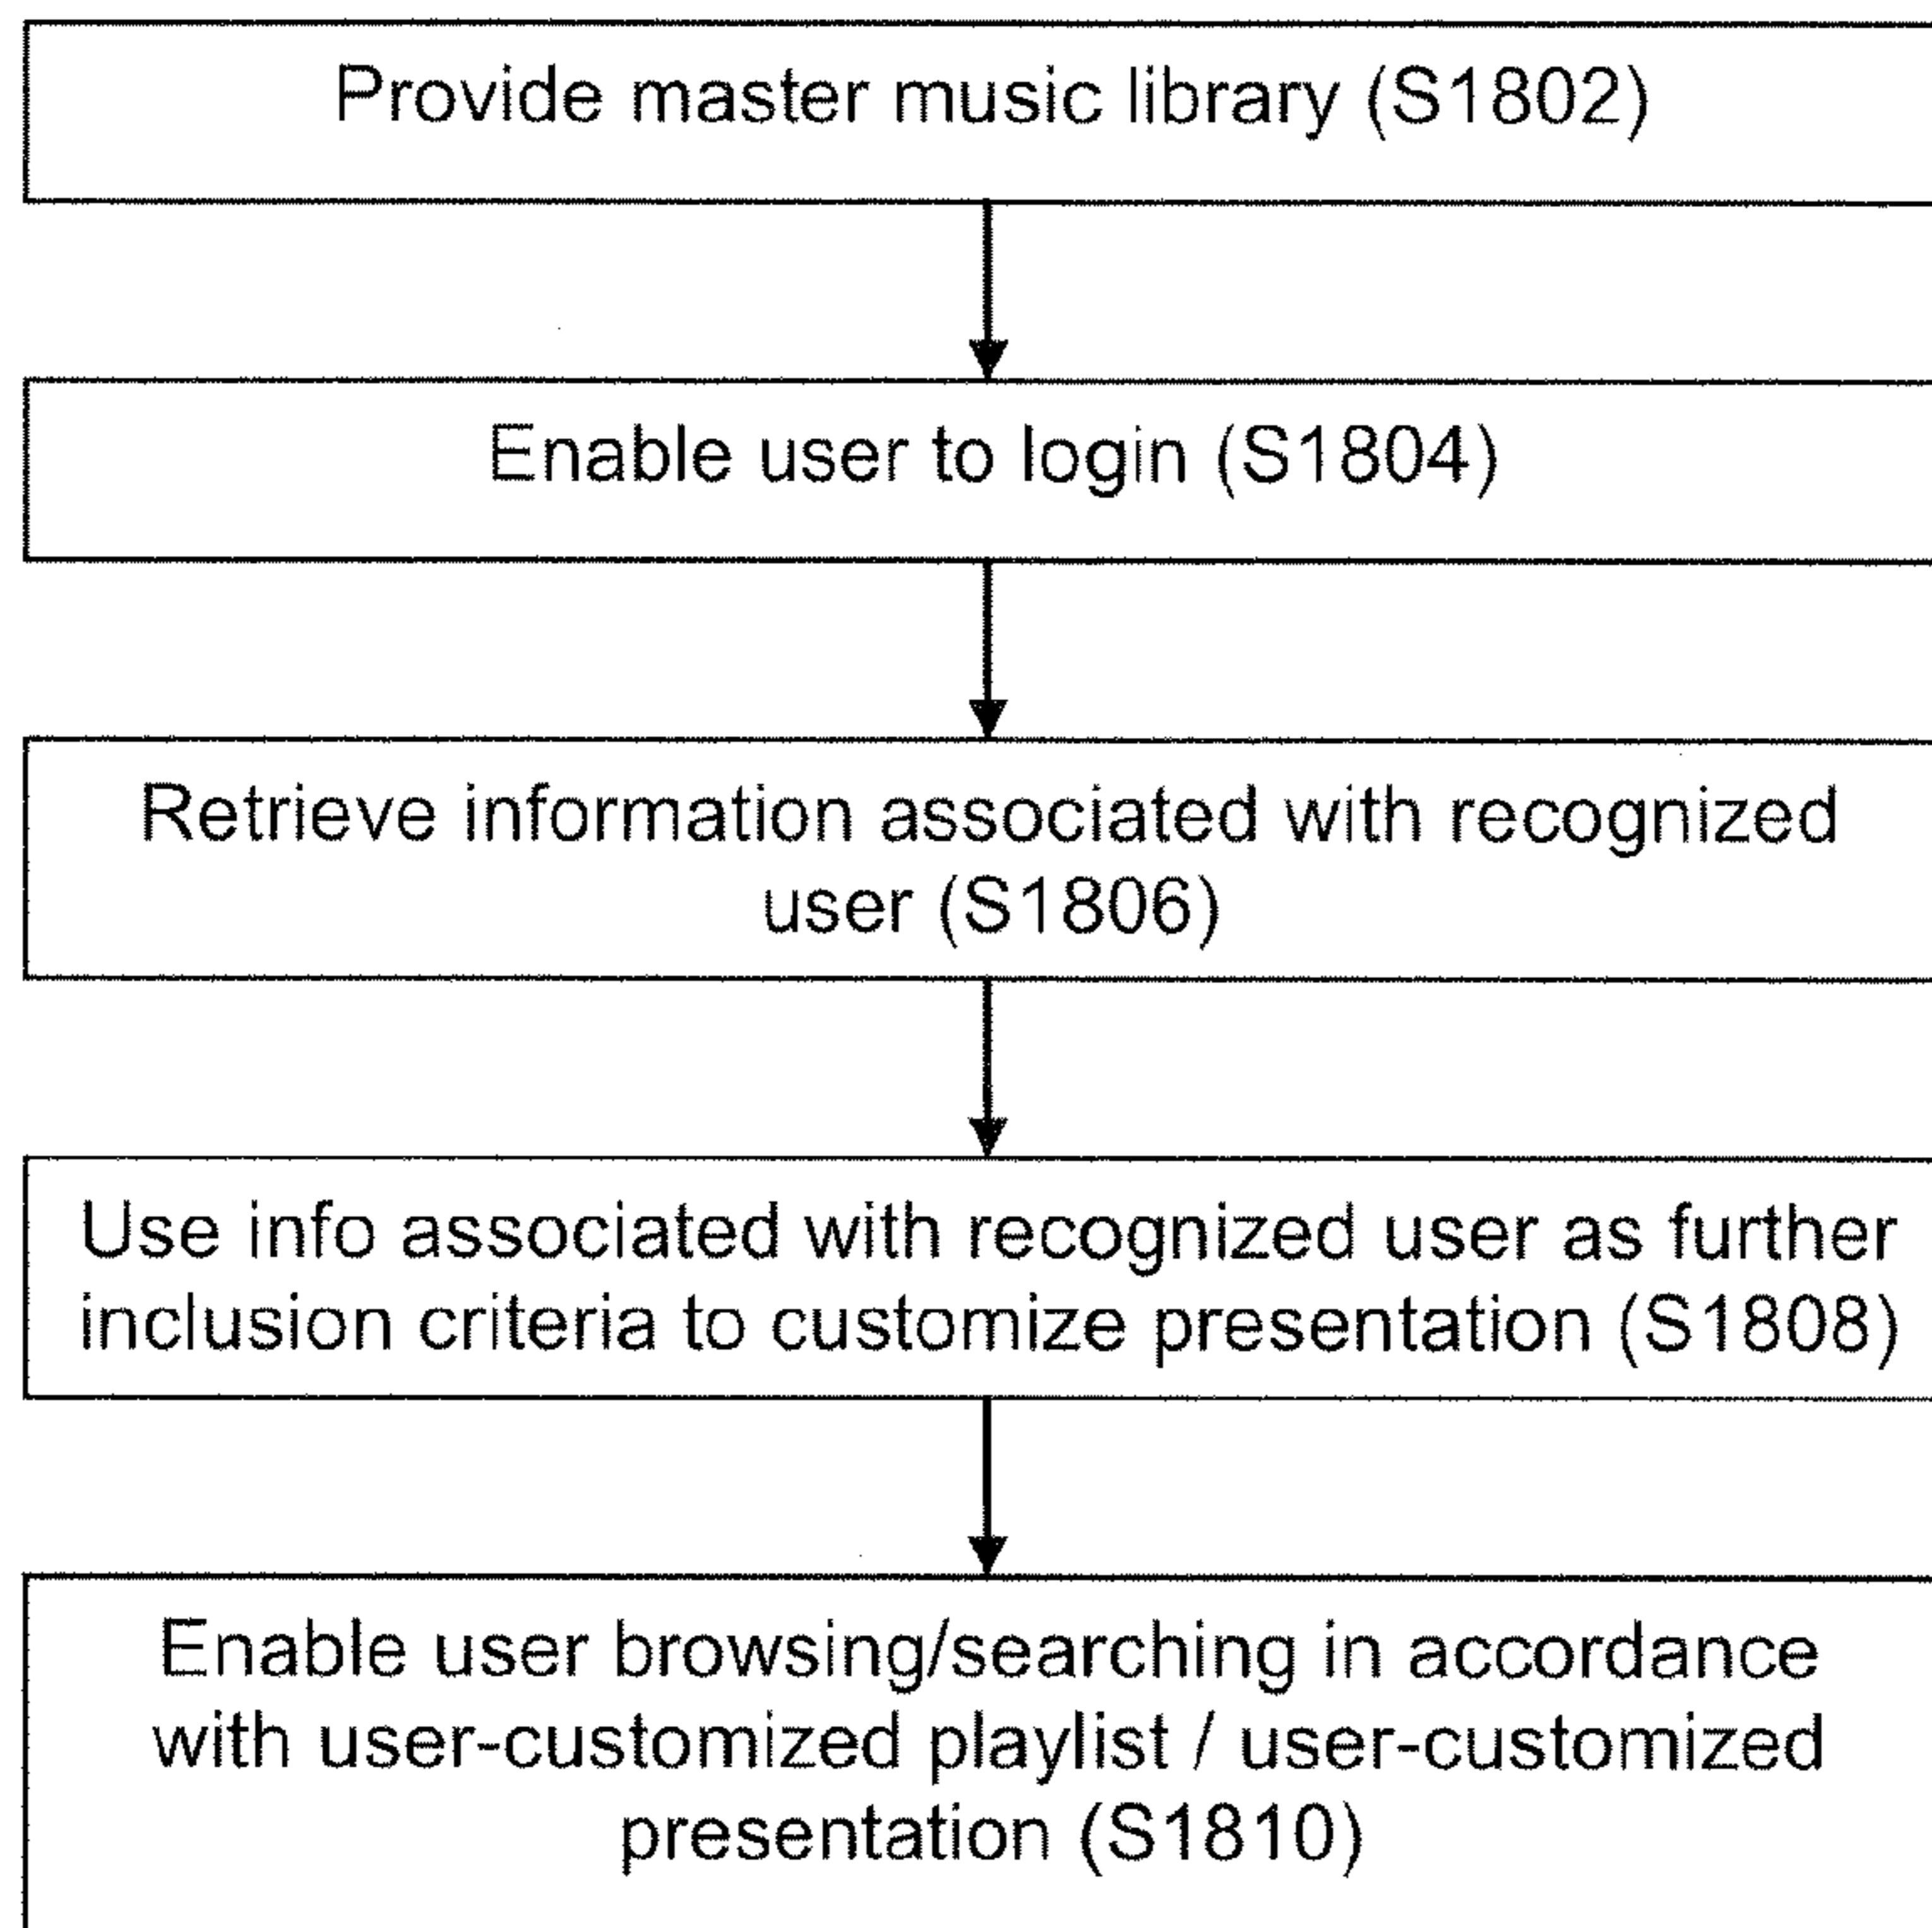 Provide master music library (S1802)
Enable user to login (S1804)
Retrieve information associated with recognized
user (S1806)
Use info associated with recognized user as further
inclusion criteria to customize presentation (S1808)
Enable user browsing/searching in accordance
with user-customized playlist / user-customized
presentation (S1810)